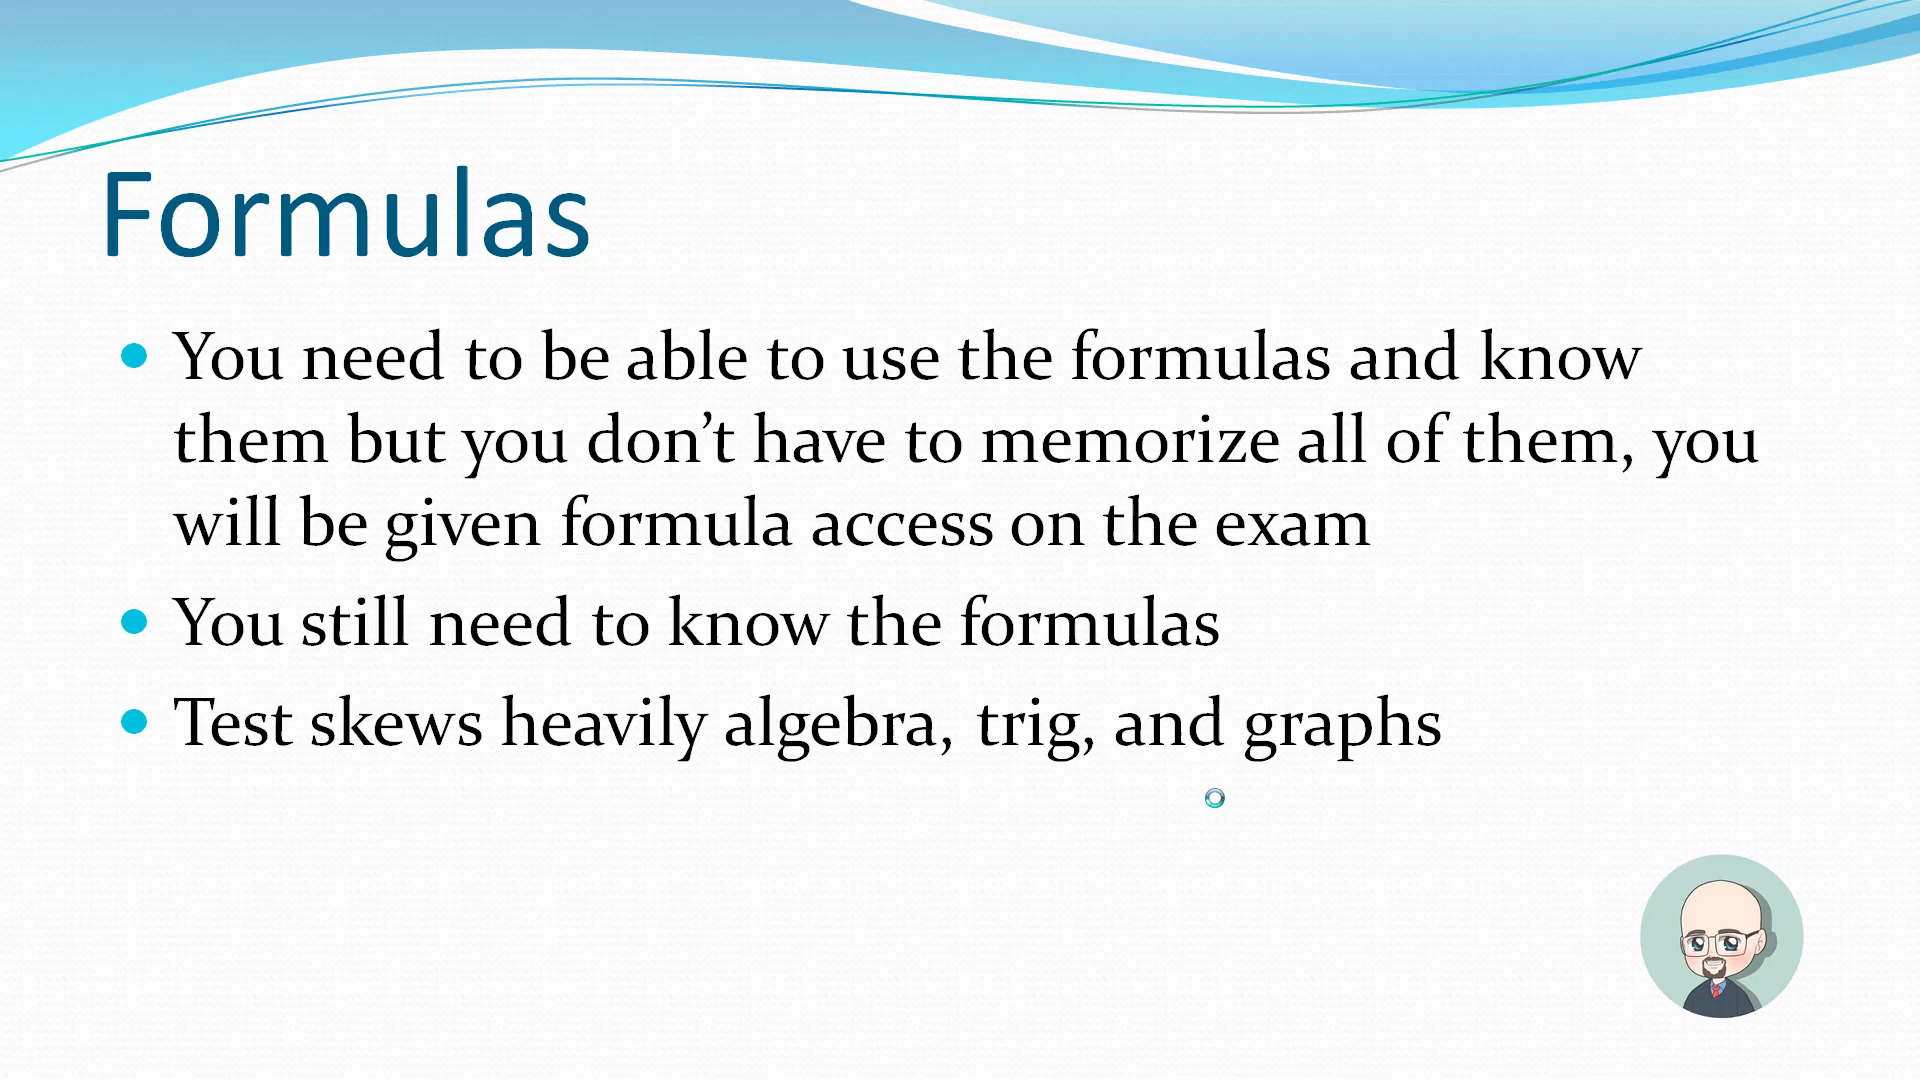 Formulas
You need to be able to use the formulas and know
them but you don’t have to memorize all of them, you
will be given formula access on the exam
You still need to know the formulas
Test skews heavily algebra, trig, and graphs